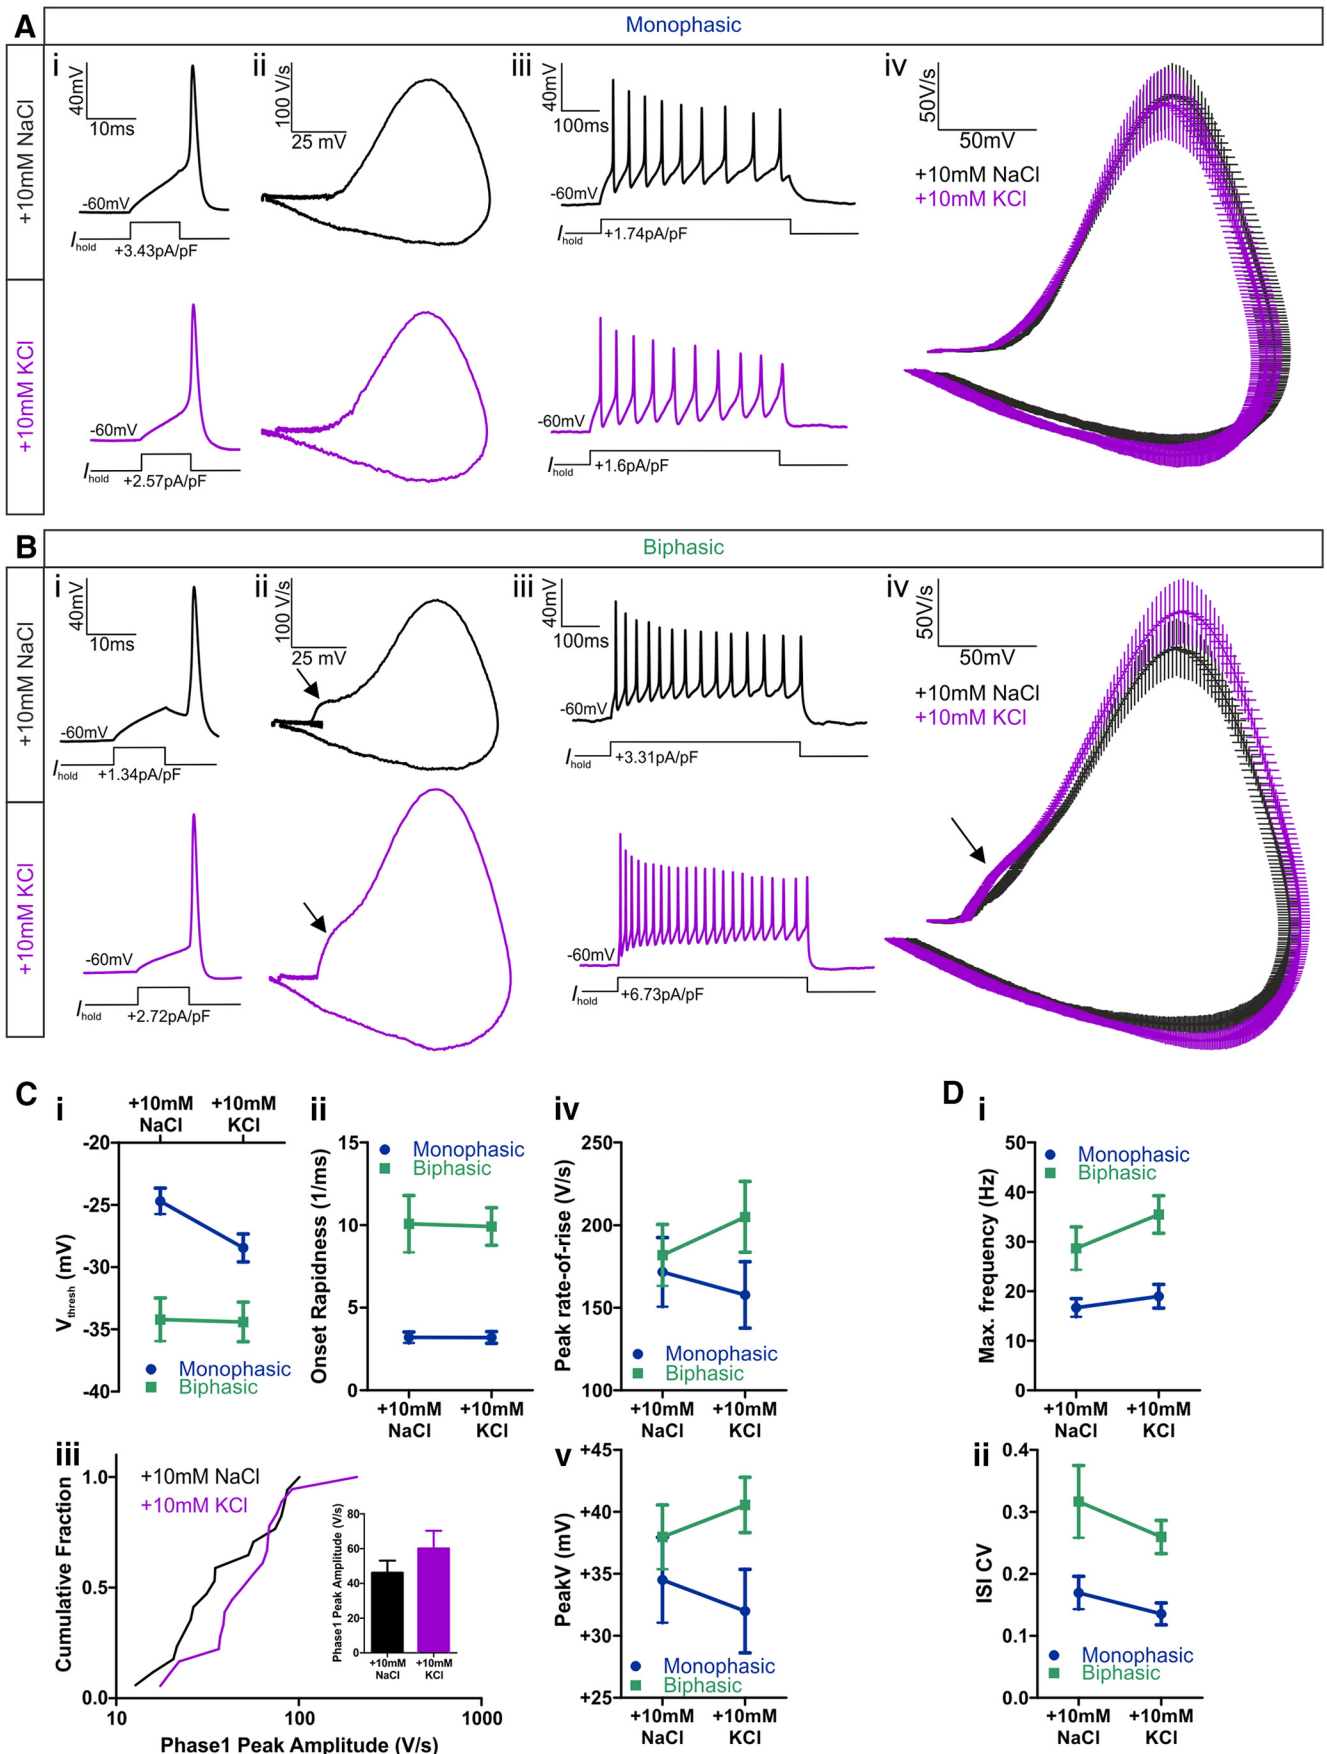 A
Monophasic
+10mM NaCl
i
40mV
10ms
-60mV
Ihold
+3.43pA/pF
ii
100 V/s
25 mV
iii
40mV
100ms
-60mV
Ihold
+1.74pA/pF
iv
50V/s
50mV
+10mM NaCl
+10mM KCl
+10mM KCl
-60mV
Ihold
+2.57pA/pF
-60mV
Ihold
+1.6pA/pF
B
Biphasic
+10mM NaCl
i
40mV
10ms
-60mV
Ihold
+1.34pA/pF
ii
100 V/s
25 mV
iii
40mV
100ms
-60mV
Ihold
+3.31pA/pF
iv
50V/s
50mV
+10mM NaCl
+10mM KCl
+10mM KCl
-60mV
Ihold
+2.72pA/pF
-60mV
Ihold
+6.73pA/pF
C
i
+10mM
NaCl
+10mM
KCl
-20
-25
-30
-35
-40
Vthresh (mV)
Monophasic
Biphasic
ii
15
10
5
0
Onset Rapidness (1/ms)
Monophasic
Biphasic
+10mM
NaCl
+10mM
KCl
iv
250
200
150
100
Peak rate-of-rise (V/s)
Monophasic
Biphasic
+10mM
NaCl
+10mM
KCl
D
i
50
40
30
20
10
0
Max. frequency (Hz)
Monophasic
Biphasic
+10mM
NaCl
+10mM
KCl
iii
1.0
0.5
0.0
Cumulative Fraction
+10mM NaCl
+10mM KCl
10
100
1000
Phase1 Peak Amplitude (V/s)
80
60
40
20
0
Phase1 Peak Amplitude (V/s)
+10mM
NaCl
+10mM
KCl
v
+45
+40
+35
+30
+25
PeakV (mV)
Monophasic
Biphasic
+10mM
NaCl
+10mM
KCl
ii
0.4
0.3
0.2
0.1
0.0
ISI CV
Monophasic
Biphasic
+10mM
NaCl
+10mM
KCl